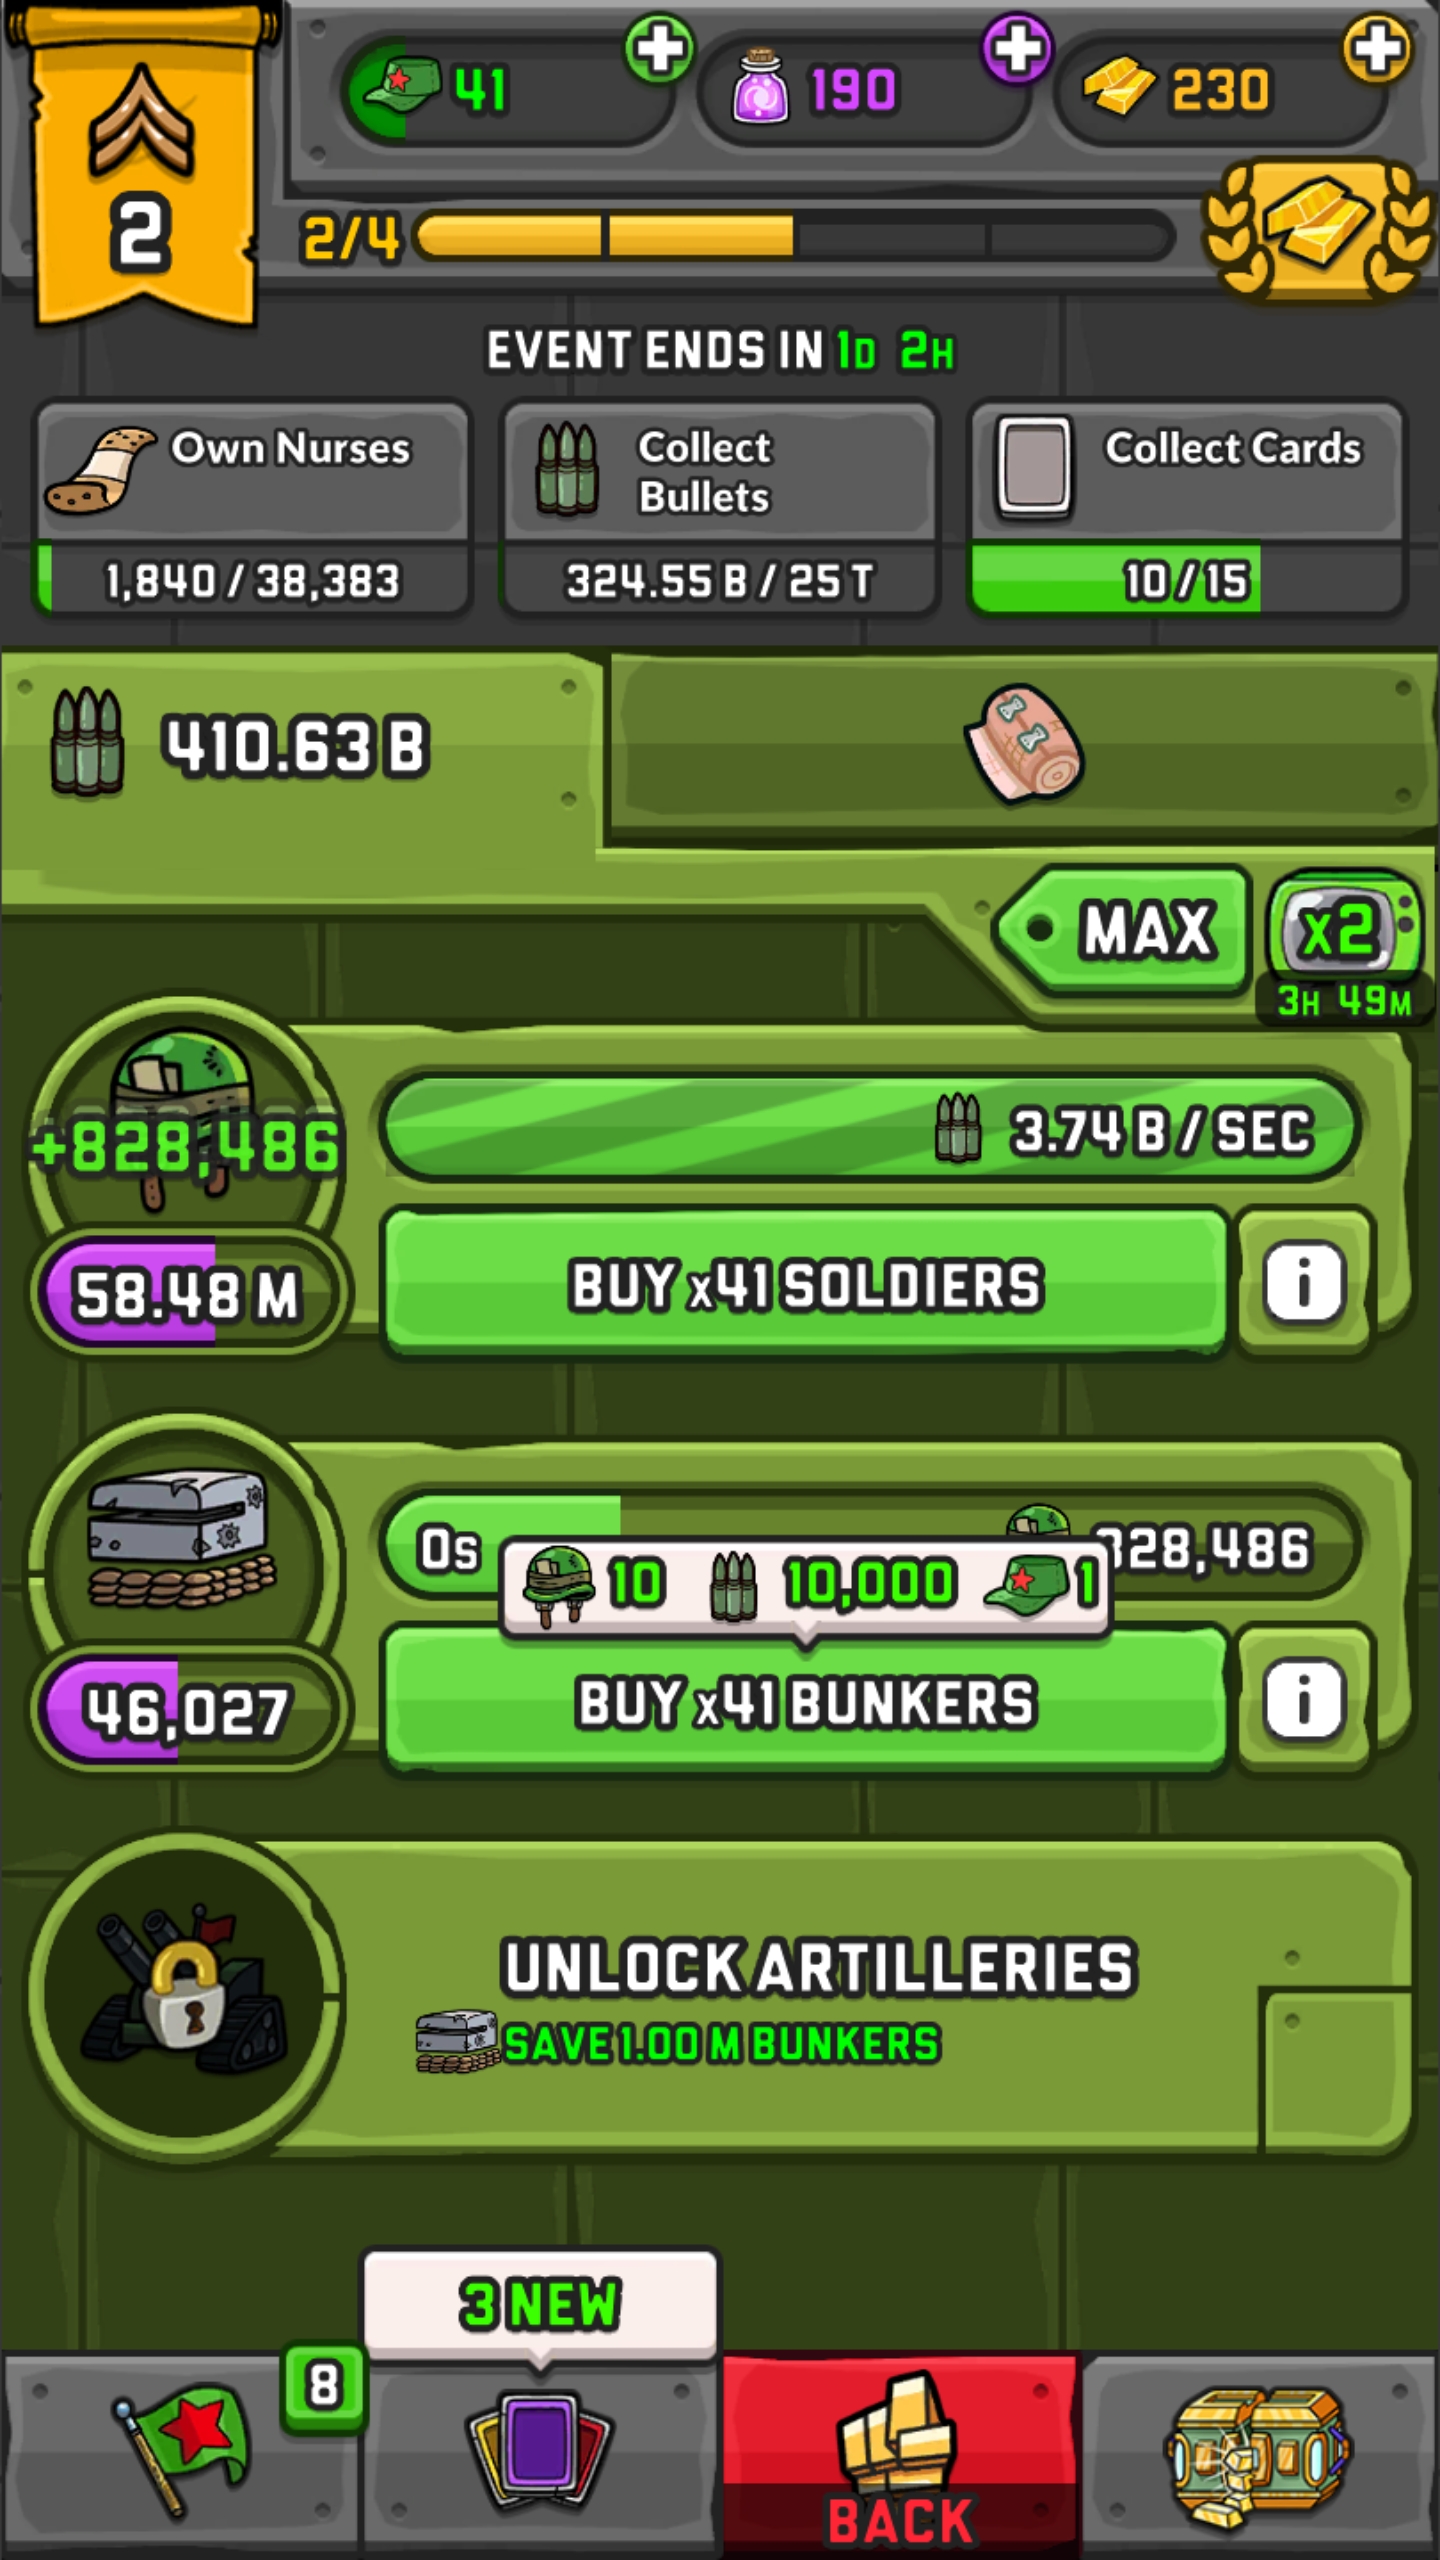 2
41
190
230
2/4
EVENT ENDS IN 1D 2H
Own Nurses
1,840 / 38,383
Collect
Bullets
324.55 B / 25 T
Collect Cards
10 / 15
410.63 B
MAX
x2
3H 49M
+828,486
58.48 M
3.74 B / SEC
BUY x41 SOLDIERS
i
0s
828,486
10
10,000
1
46,027
BUY x41 BUNKERS
i
UNLOCK ARTILLERIES
SAVE 1.00 M BUNKERS
3 NEW
8
BACK